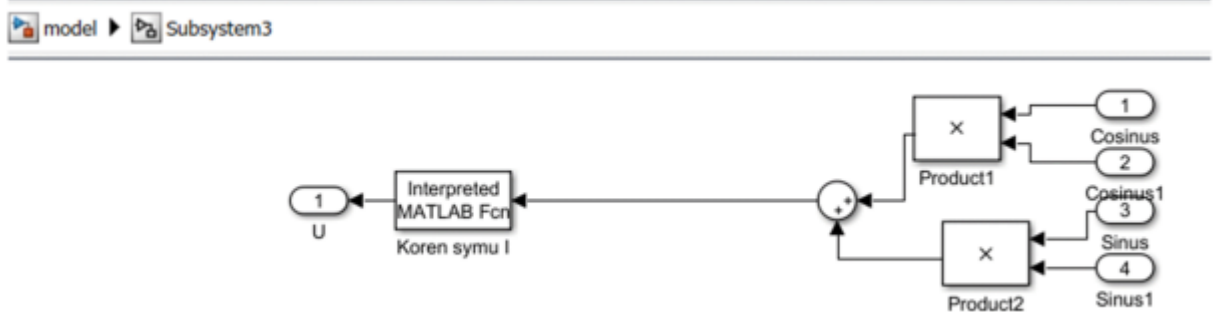 model Subsystem3
×
1
Cosinus
2
Cosinus1
Product1
Interpreted
MATLAB Fcn
Koren symu I
1
U
+
+
3
Sinus
×
4
Sinus1
Product2